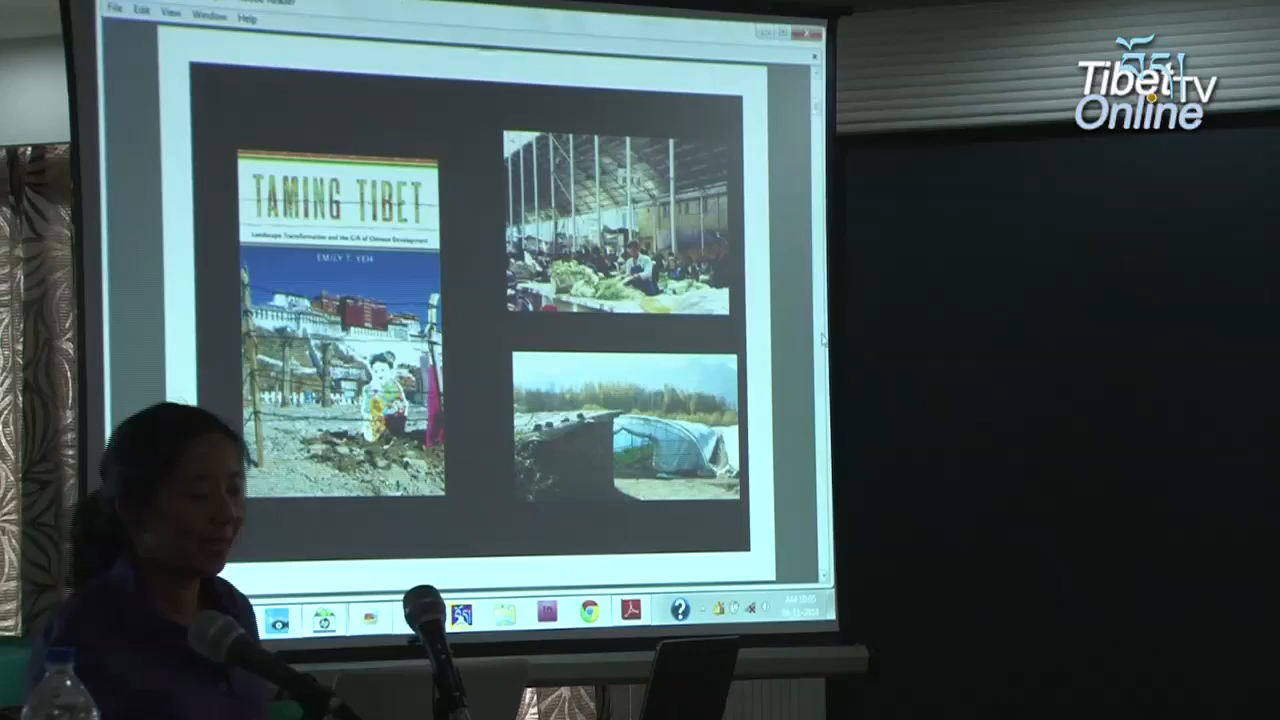 File Edit View Window Help
བོད།
Tibet TV
Online
TAMING TIBET
Landscape Transformation and the Gift of Chinese Development
EMILY T. YEH